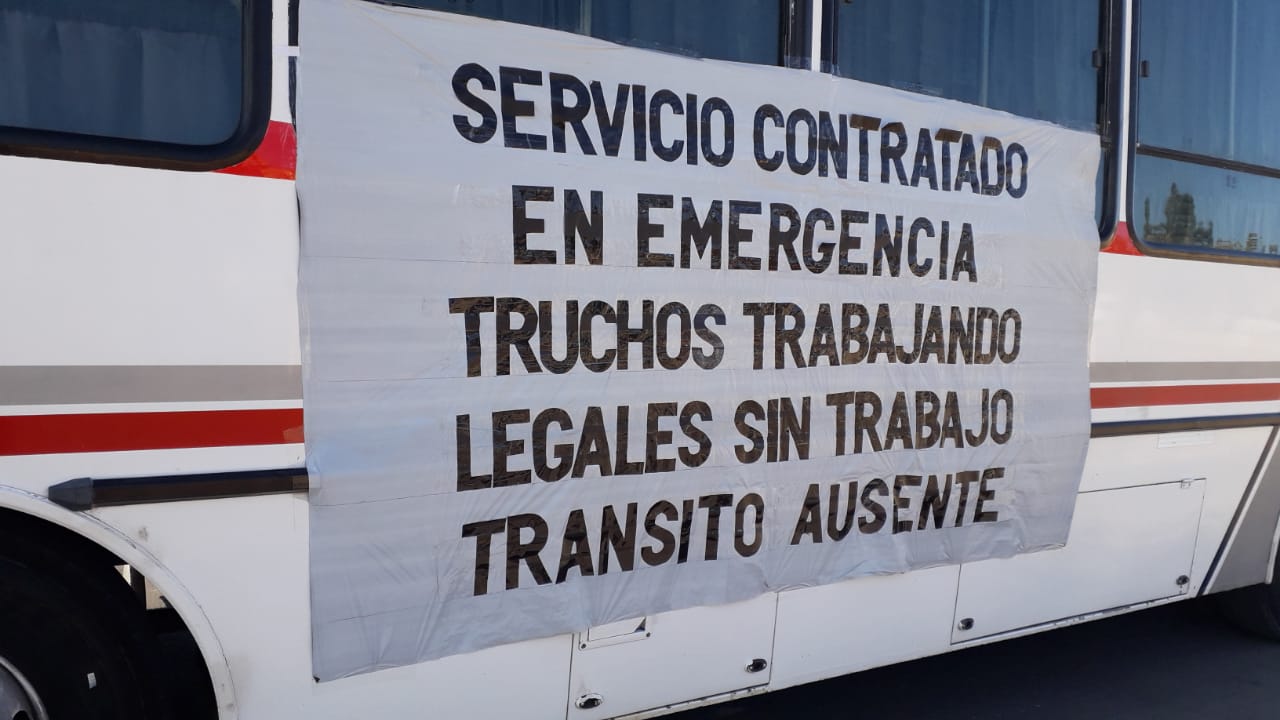 SERVICIO CONTRATADO
EN EMERGENCIA
TRUCHOS TRABAJANDO
LEGALES SIN TRABAJO
TRANSITO AUSENTE